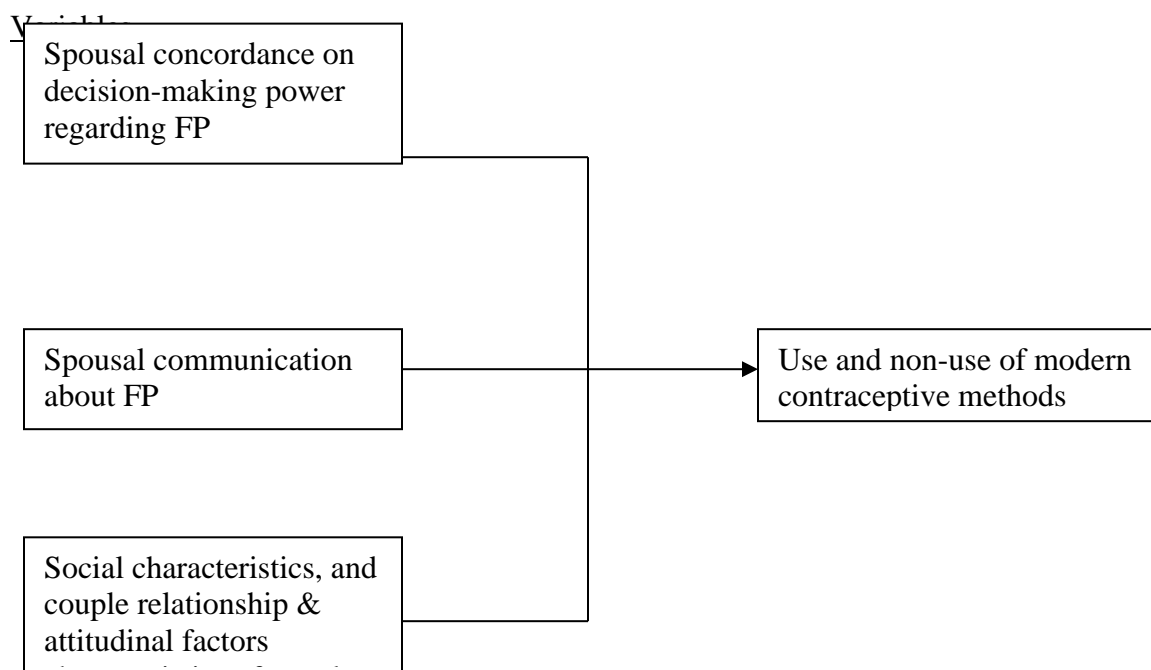 Variables
Spousal concordance on
decision-making power
regarding FP
Spousal communication
about FP
Use and non-use of modern
contraceptive methods
Social characteristics, and
couple relationship &
attitudinal factors